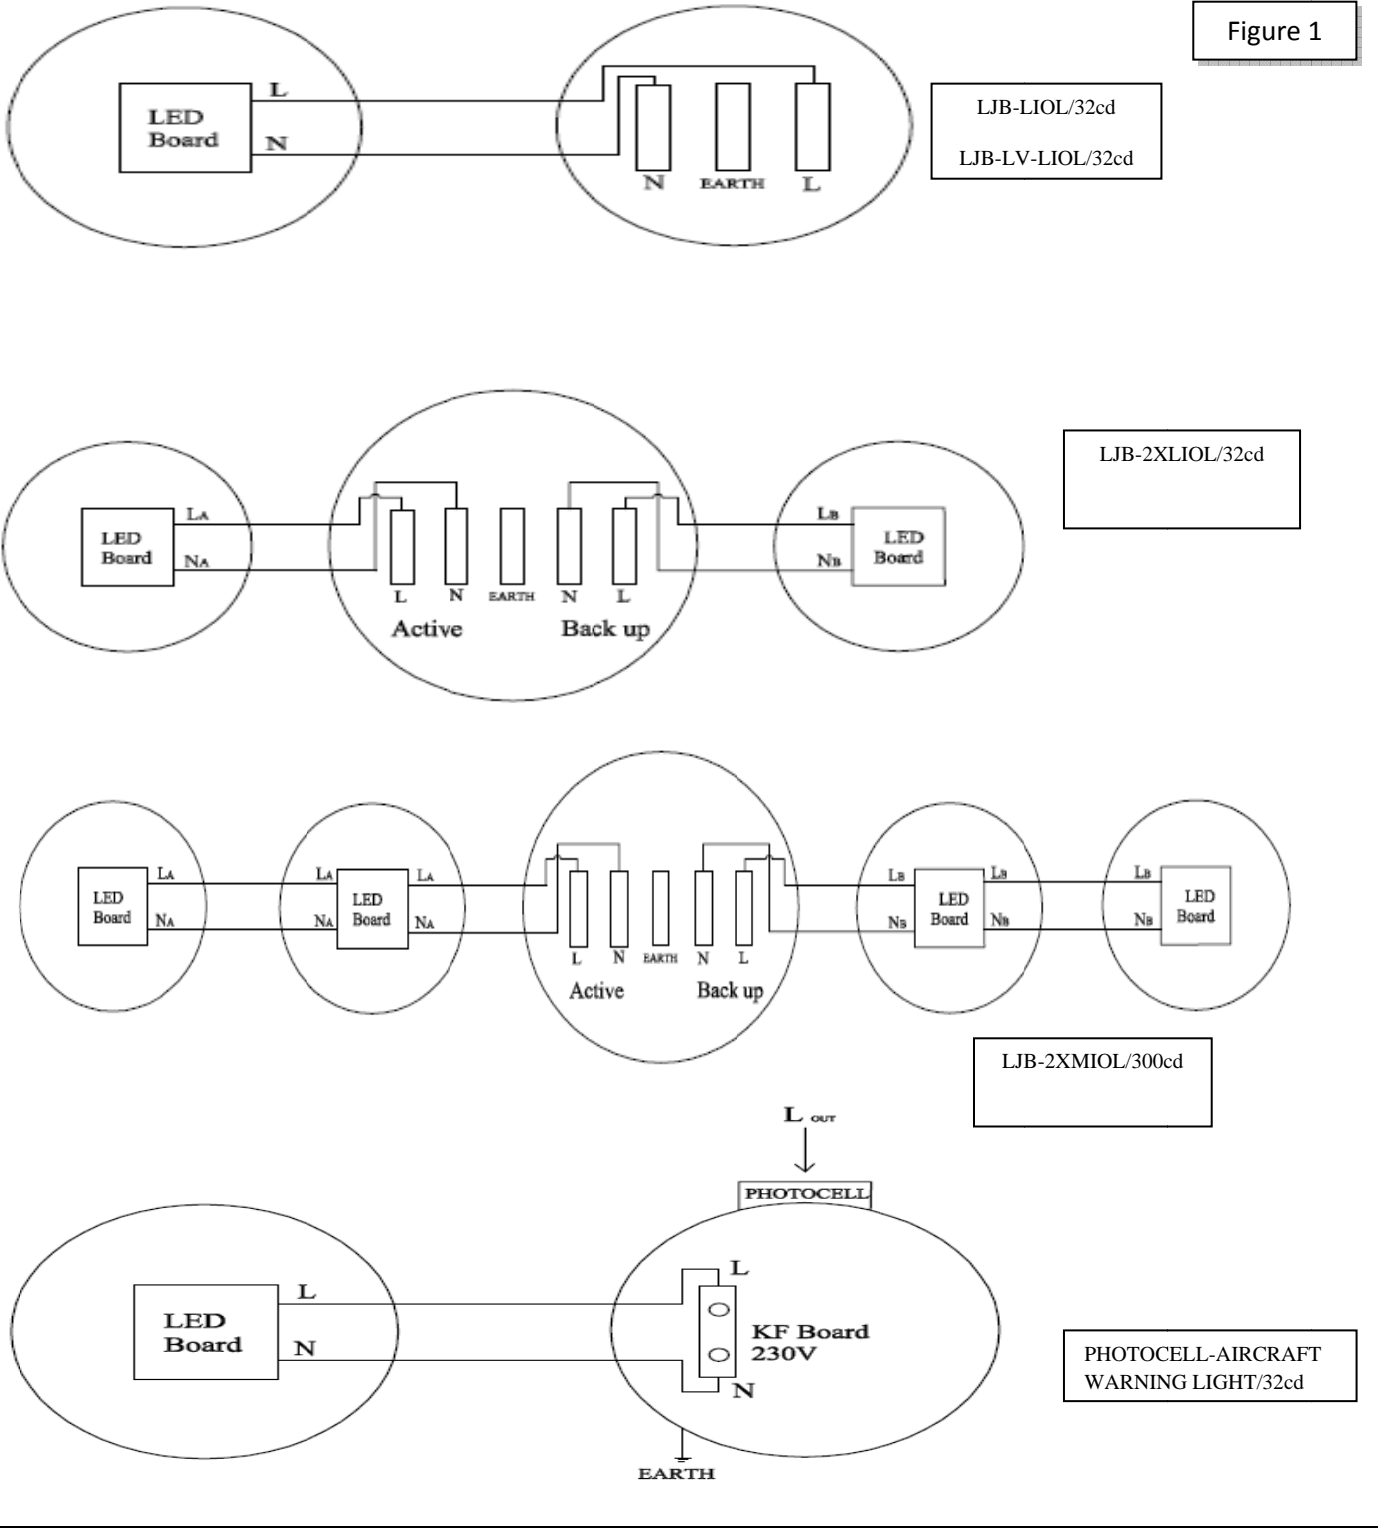 Figure 1
L
LED
Board
N
N
EARTH
L
LJB-LIOL/32cd
LJB-LV-LIOL/32cd
LJB-2XLIOL/32cd
LA
LED
Board
NA
L
N
EARTH
N
L
Active
Back up
LB
NB
LED
Board
LED
Board
LA
NA
LA
NA
LED
Board
LA
NA
L
N
EARTH
N
L
Active
Back up
LB
NB
LED
Board
LB
NB
LB
NB
LED
Board
LJB-2XMIOL/300cd
L OUT
PHOTOCELL
L
LED
Board
N
L
KF Board
230V
N
EARTH
PHOTOCELL-AIRCRAFT
WARNING LIGHT/32cd